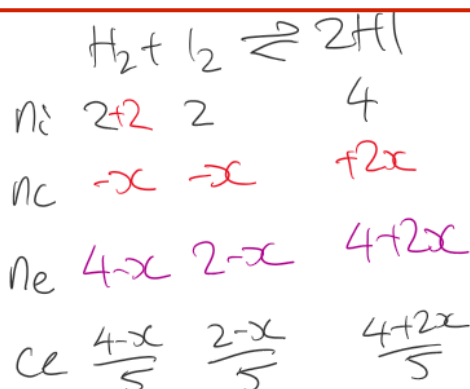 H₂ + I₂ ⇌ 2HI
ni 2+2 2 4
nc -x -x +2x
ne 4-x 2-x 4+2x
ce (4-x)/5 (2-x)/5 (4+2x)/5